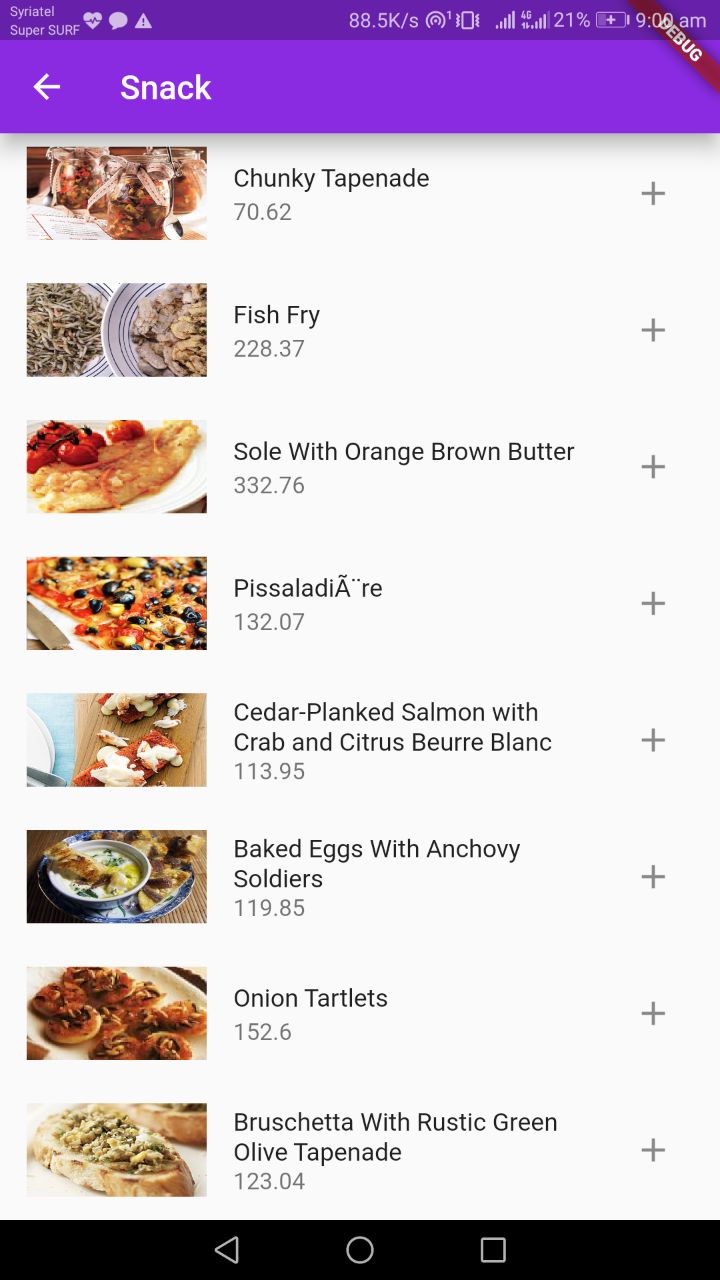 Syriatel
Super SURF
88.5K/s 1 4G 21% 9:00 am
DEBUG
Snack
Chunky Tapenade
70.62
Fish Fry
228.37
Sole With Orange Brown Butter
332.76
PissaladiÃ¨re
132.07
Cedar-Planked Salmon with
Crab and Citrus Beurre Blanc
113.95
Baked Eggs With Anchovy
Soldiers
119.85
Onion Tartlets
152.6
Bruschetta With Rustic Green
Olive Tapenade
123.04